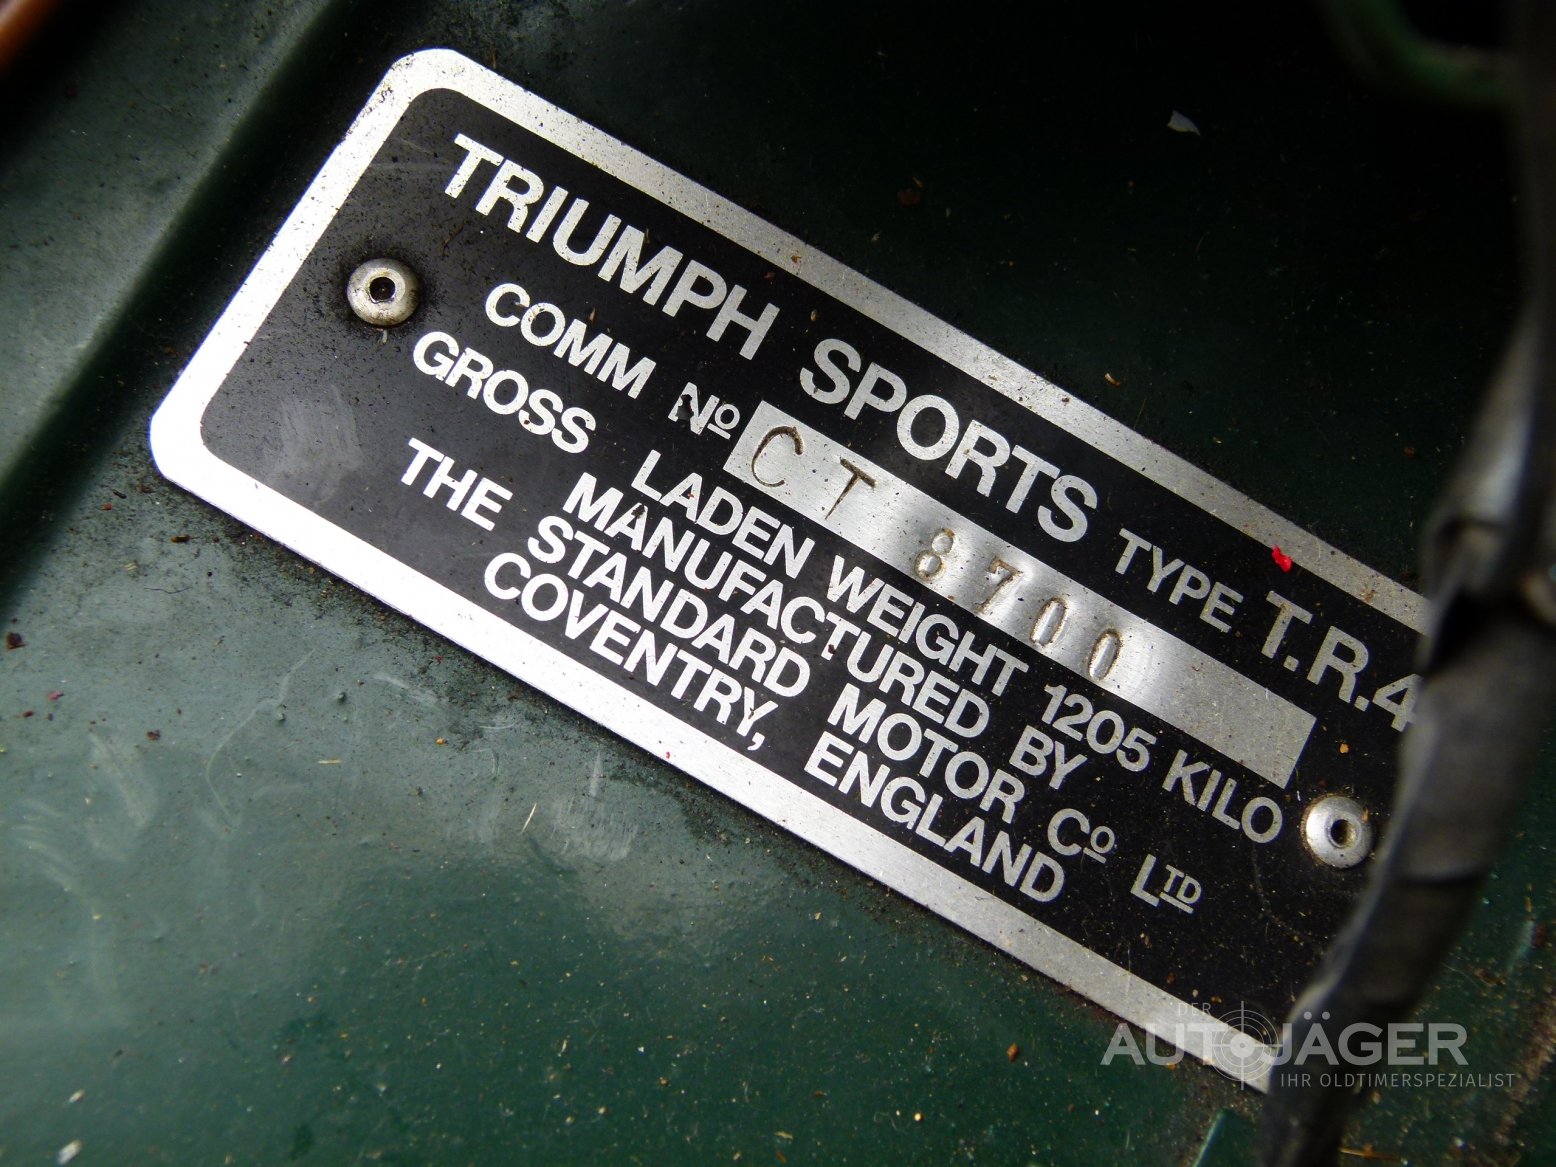 TRIUMPH SPORTS TYPE T.R.4
COMM Nº CT 8700
GROSS LADEN WEIGHT 1205 KILO
MANUFACTURED BY
THE STANDARD MOTOR Cº LTD
COVENTRY, ENGLAND
DER
AUTOJÄGER
IHR OLDTIMERSPEZIALIST